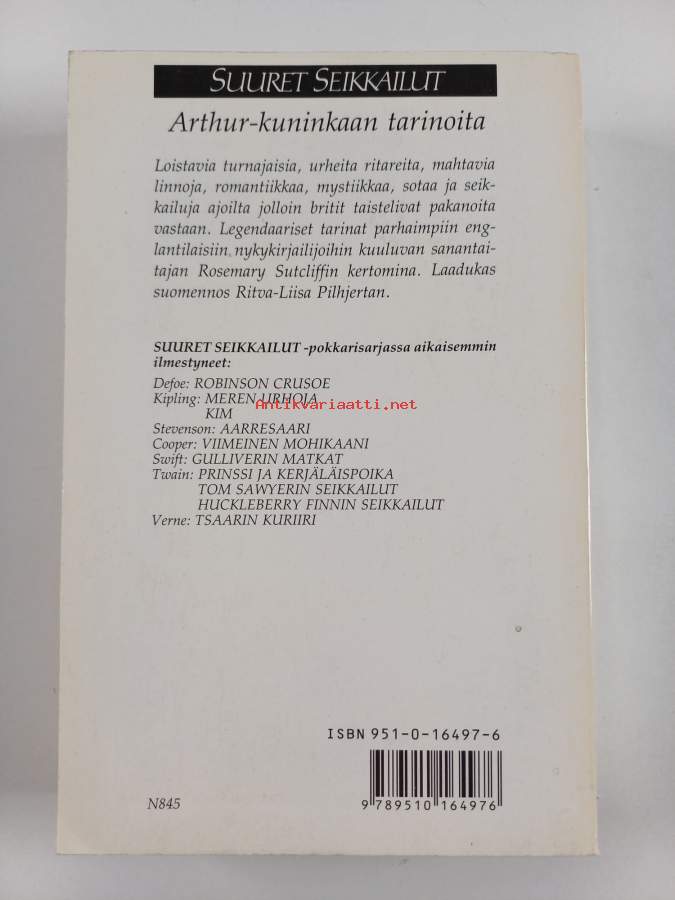 SUURET SEIKKAILUT
Arthur-kuninkaan tarinoita
Loistavia turnajaisia, urheita ritareita, mahtavia
linnoja, romantiikkaa, mystiikkaa, sotaa ja seik-
kailuja ajoilta jolloin britit taistelivat pakanoita
vastaan. Legendaariset tarinat parhaimpiin eng-
lantilaisiin nykykirjailijoihin kuuluvan sanantai-
tajan Rosemary Sutcliffin kertomina. Laadukas
suomennos Ritva-Liisa Pilhjertan.
SUURET SEIKKAILUT -pokkarisarjassa aikaisemmin
ilmestyneet:
Defoe: ROBINSON CRUSOE
Kipling: MEREN URHOJA
KIM
Antikvariaatti.net
Stevenson: AARRESAARI
Cooper: VIIMEINEN MOHIKAANI
Swift: GULLIVERIN MATKAT
Twain: PRINSSI JA KERJÄLÄISPOIKA
TOM SAWYERIN SEIKKAILUT
HUCKLEBERRY FINNIN SEIKKAILUT
Verne: TSAARIN KURIIRI
ISBN 951-0-16497-6
N845
9 789510 164976